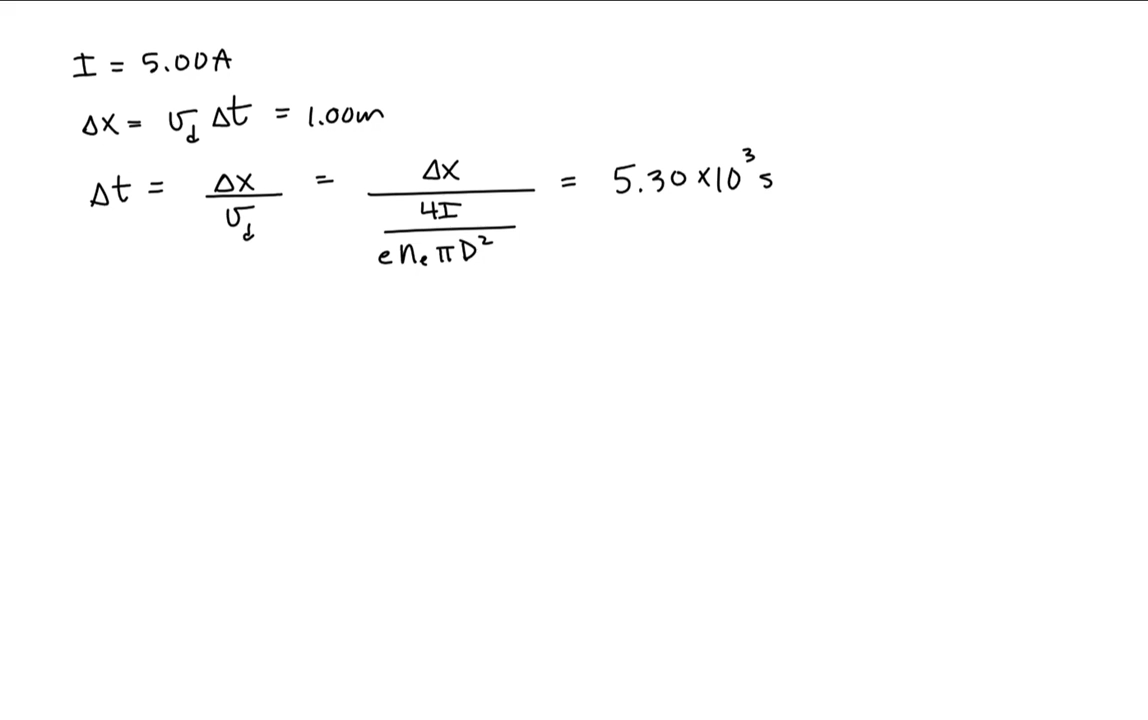 I = 5.00A
Δx = v_d Δt = 1.00m
Δt = Δx / v_d = Δx / (4I / (e n_e π D²)) = 5.30 × 10³ s